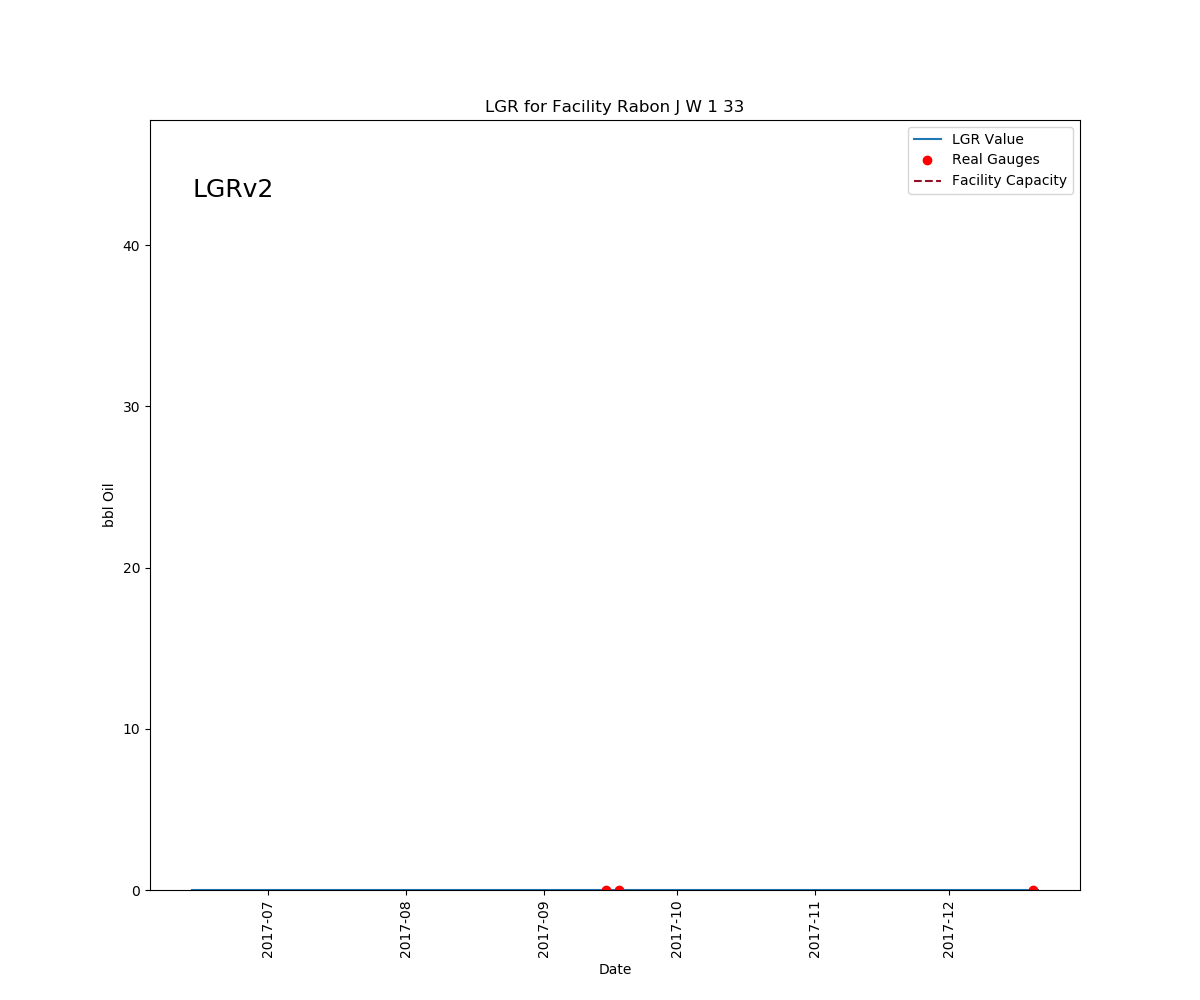 LGR for Facility Rabon J W 1 33
LGR Value
Real Gauges
Facility Capacity
LGRv2
40
30
20
10
0
bbl Oil
2017-07
2017-08
2017-09
2017-10
2017-11
2017-12
Date